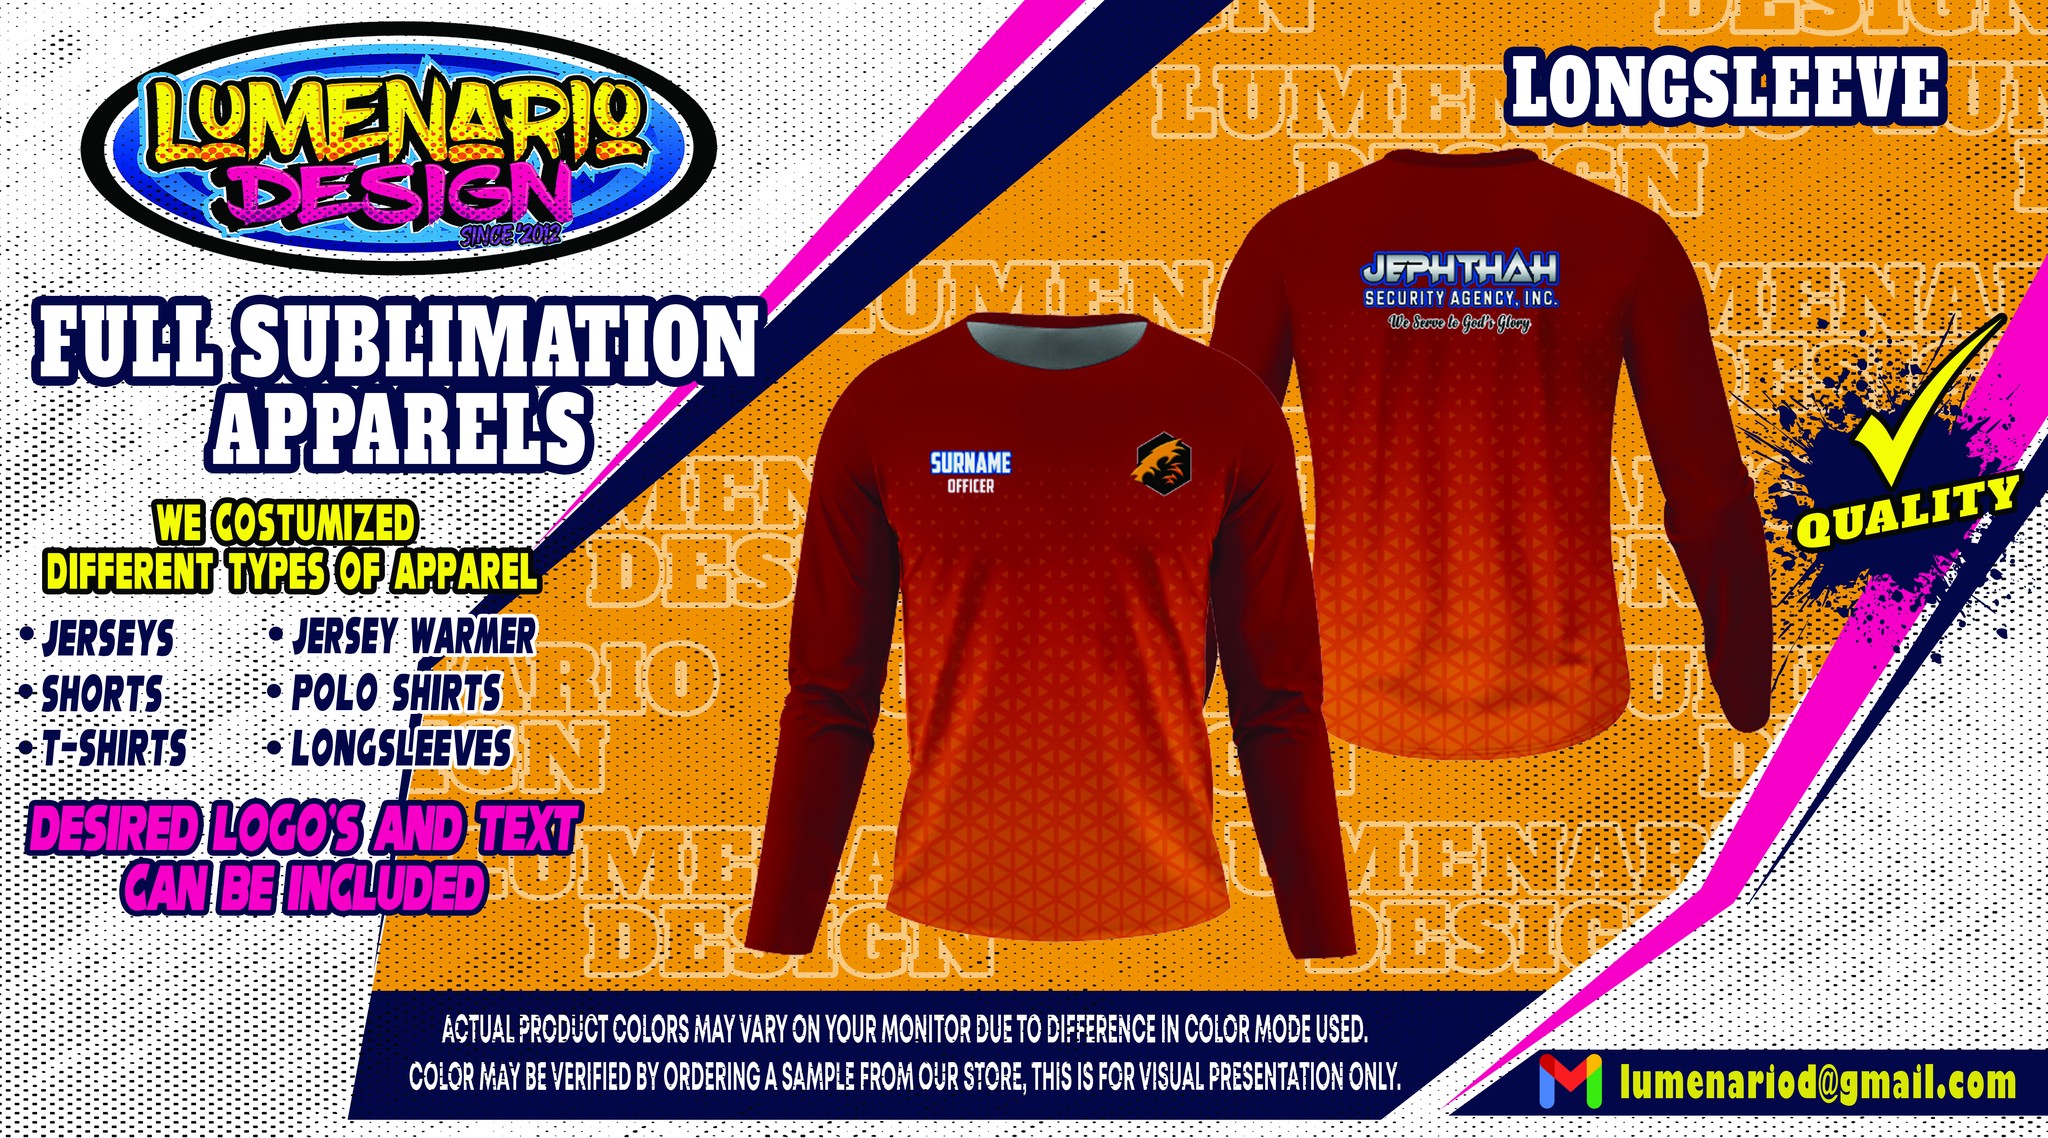 LUMENARIO
DESIGN
SINCE '2012
FULL SUBLIMATION
APPARELS
WE COSTUMIZED
DIFFERENT TYPES OF APPAREL
• JERSEYS
• SHORTS
• T-SHIRTS
• JERSEY WARMER
• POLO SHIRTS
• LONGSLEEVES
DESIRED LOGO'S AND TEXT
CAN BE INCLUDED
LONGSLEEVE
JEPHTHAH
SECURITY AGENCY, INC.
We Serve to God's Glory
SURNAME
OFFICER
QUALITY
LUMENARIO
DESIGN
ACTUAL PRODUCT COLORS MAY VARY ON YOUR MONITOR DUE TO DIFFERENCE IN COLOR MODE USED.
COLOR MAY BE VERIFIED BY ORDERING A SAMPLE FROM OUR STORE, THIS IS FOR VISUAL PRESENTATION ONLY.
lumenariod@gmail.com